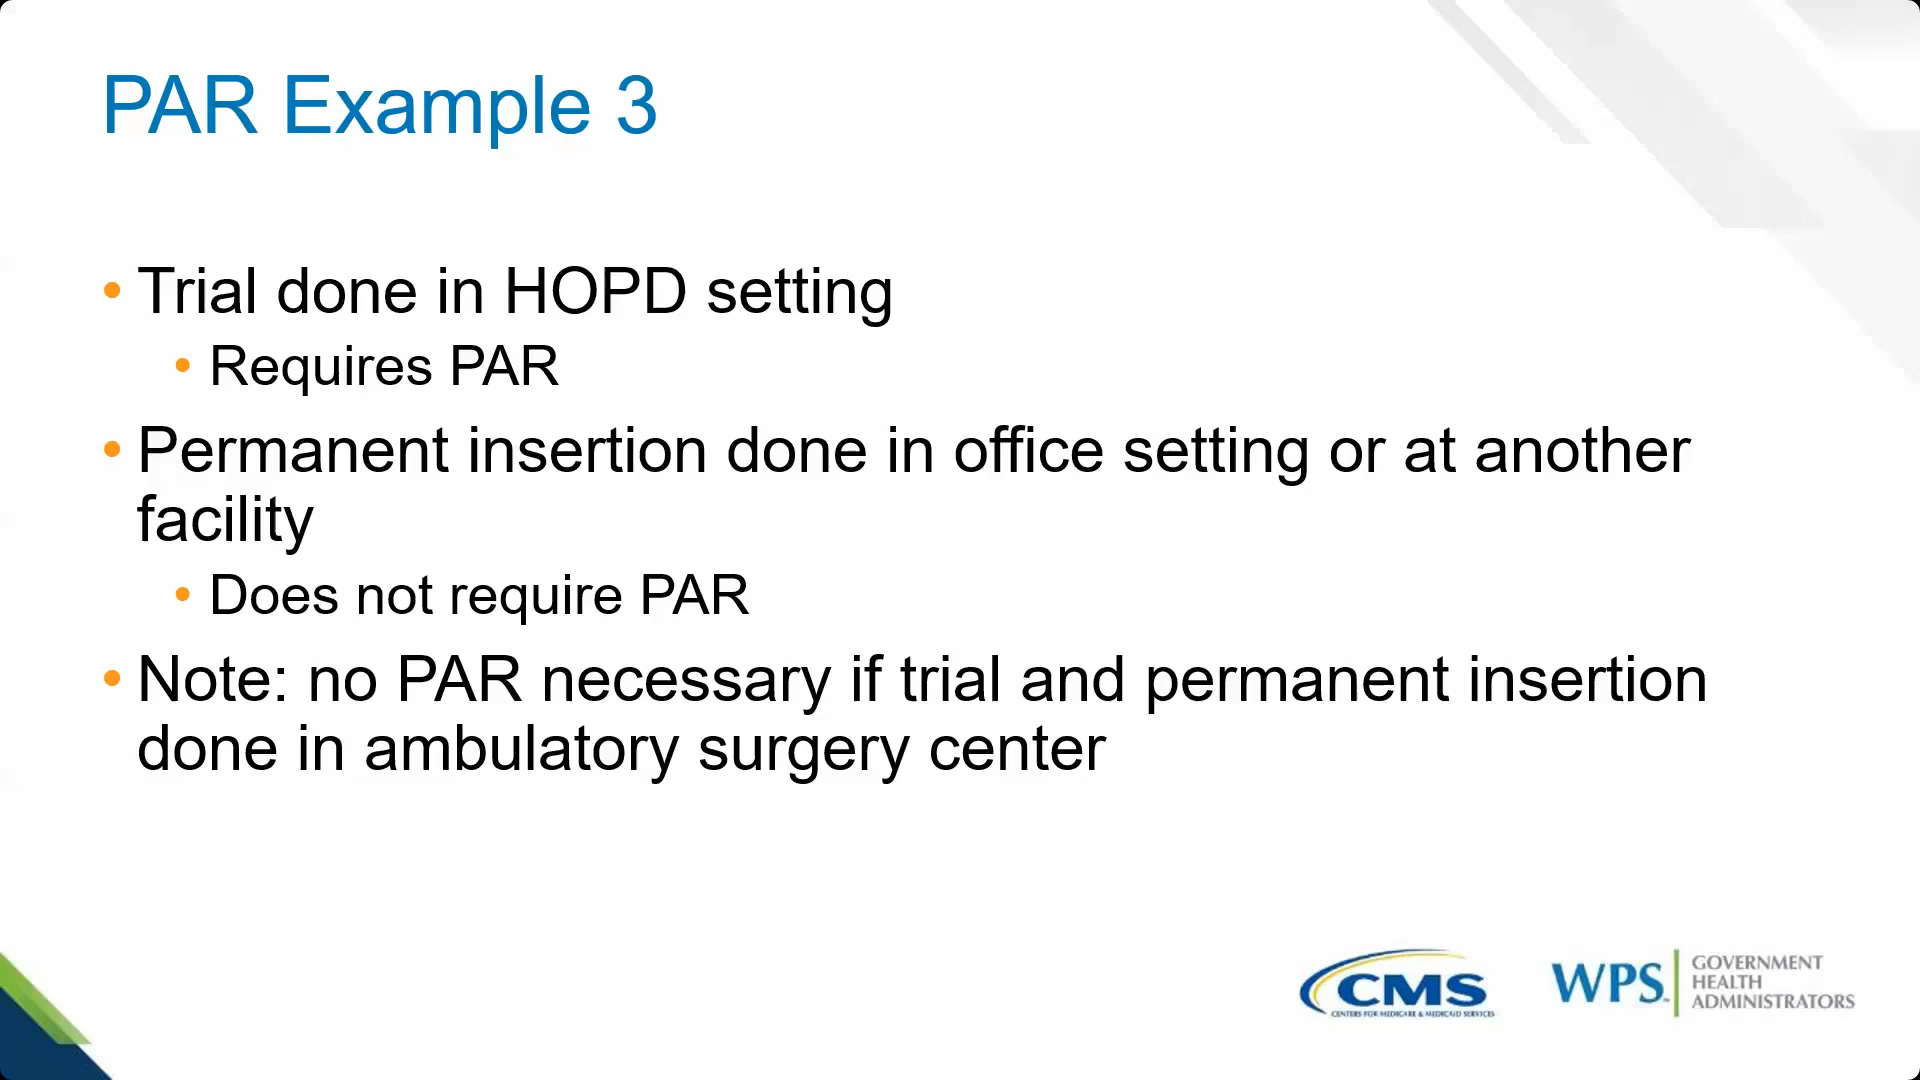 PAR Example 3
• Trial done in HOPD setting
• Requires PAR
• Permanent insertion done in office setting or at another
facility
• Does not require PAR
• Note: no PAR necessary if trial and permanent insertion
done in ambulatory surgery center
CMS
CENTERS FOR MEDICARE & MEDICAID SERVICES
WPS
GOVERNMENT
HEALTH
ADMINISTRATORS